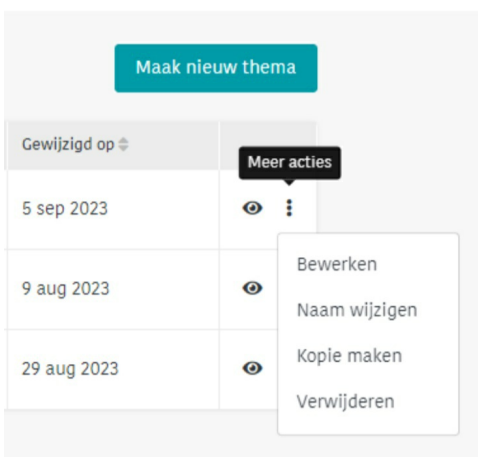 Maak nieuw thema
Gewijzigd op
Meer acties
5 sep 2023
Bewerken
9 aug 2023
Naam wijzigen
Kopie maken
29 aug 2023
Verwijderen